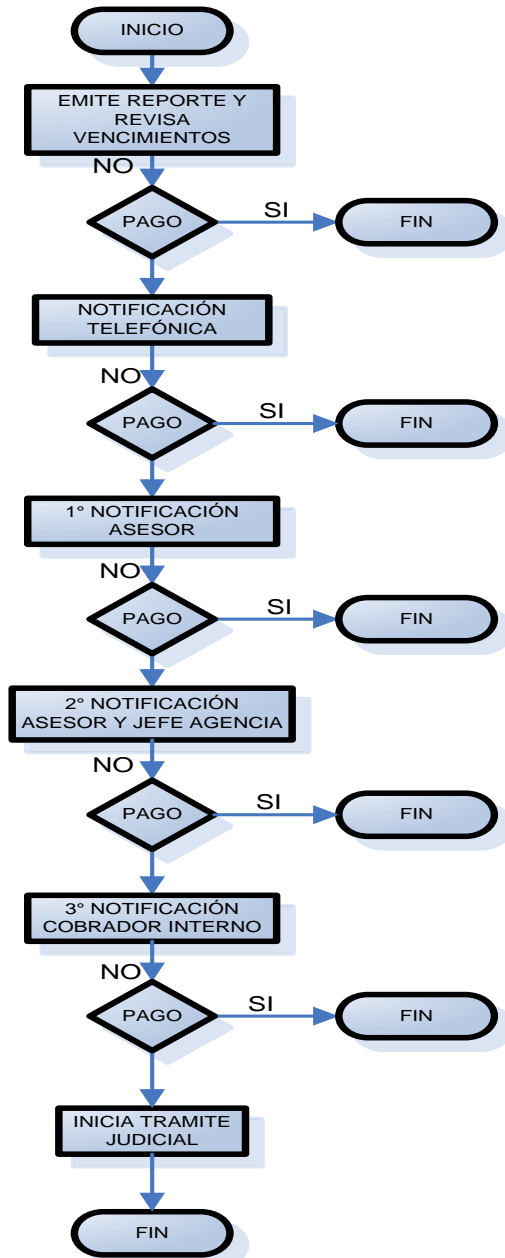 INICIO
EMITE REPORTE Y
REVISA
VENCIMIENTOS
NO
PAGO
SI
FIN
NOTIFICACIÓN
TELEFÓNICA
NO
PAGO
SI
FIN
1° NOTIFICACIÓN
ASESOR
NO
PAGO
SI
FIN
2° NOTIFICACIÓN
ASESOR Y JEFE AGENCIA
NO
PAGO
SI
FIN
3° NOTIFICACIÓN
COBRADOR INTERNO
NO
PAGO
SI
FIN
INICIA TRAMITE
JUDICIAL
FIN